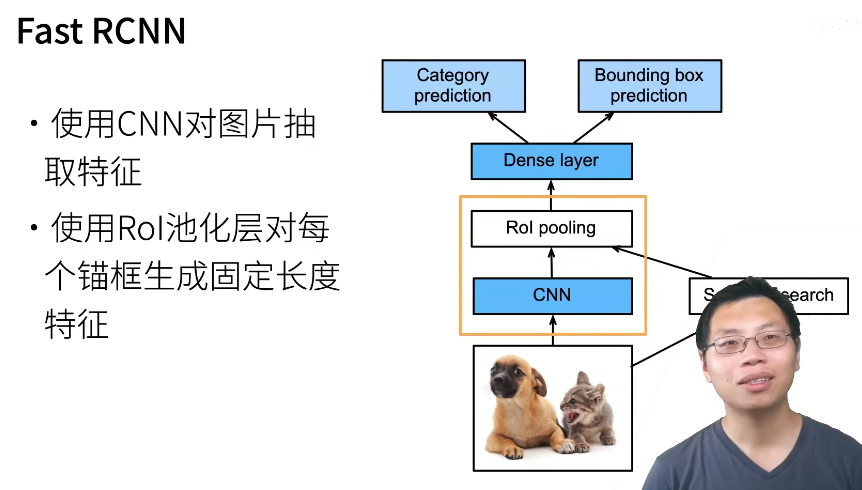 Fast RCNN
• 使用CNN对图片抽
取特征
• 使用RoI池化层对每
个锚框生成固定长度
特征
Category
prediction
Bounding box
prediction
Dense layer
RoI pooling
CNN
search